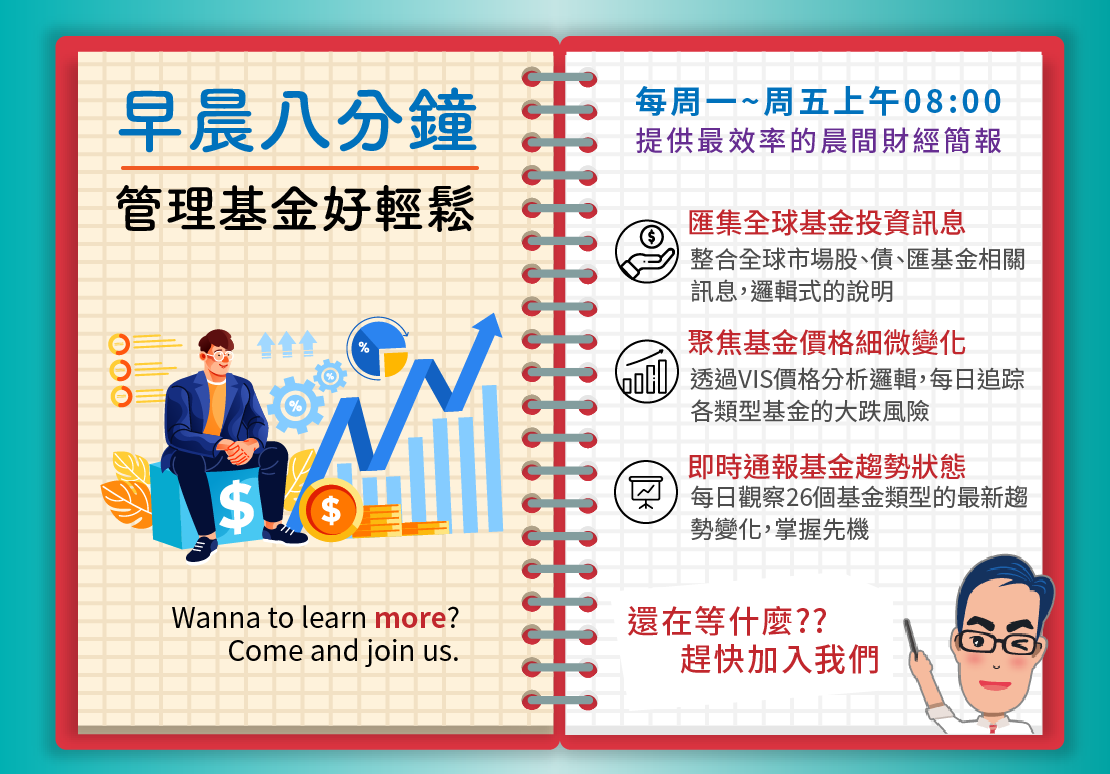 早晨八分鐘
管理基金好輕鬆
%
%
$
$
Wanna to learn more?
Come and join us.
每周一~周五上午08:00
提供最效率的晨間財經簡報
$
匯集全球基金投資訊息
整合全球市場股、債、匯基金相關
訊息，邏輯式的說明
聚焦基金價格細微變化
透過VIS價格分析邏輯，每日追踪
各類型基金的大跌風險
即時通報基金趨勢狀態
每日觀察26個基金類型的最新趨
勢變化，掌握先機
還在等什麼??
趕快加入我們